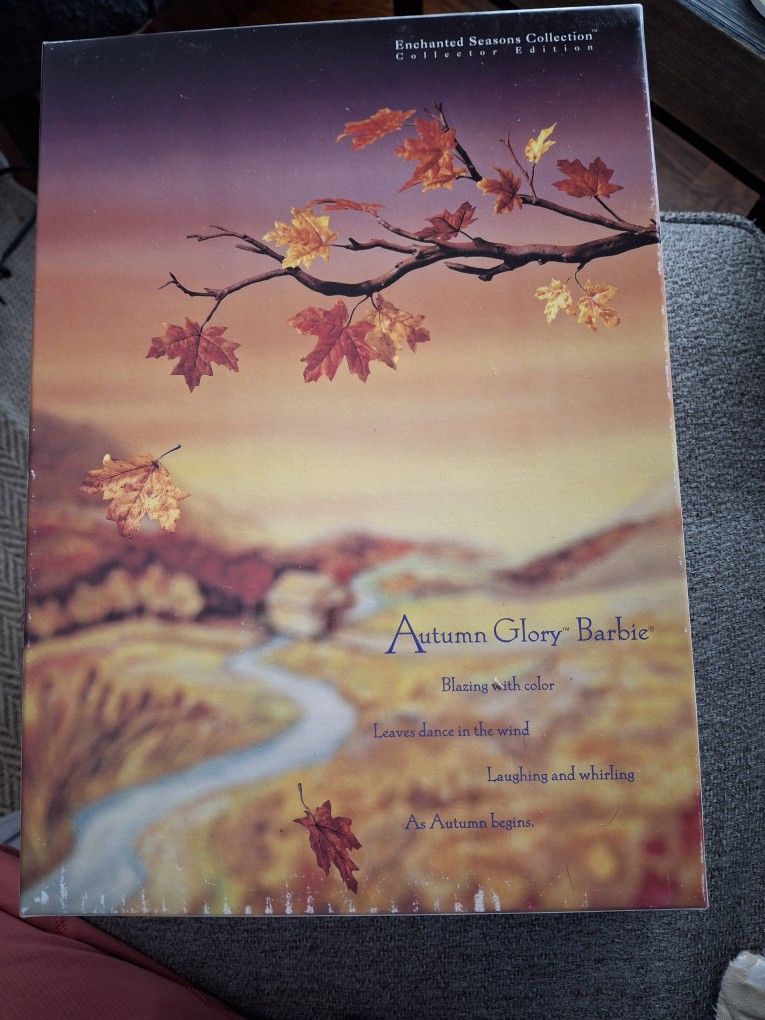 Enchanted Seasons Collection™
Collector Edition
Autumn Glory™ Barbie®
Blazing with color
Leaves dance in the wind
Laughing and whirling
As Autumn begins.